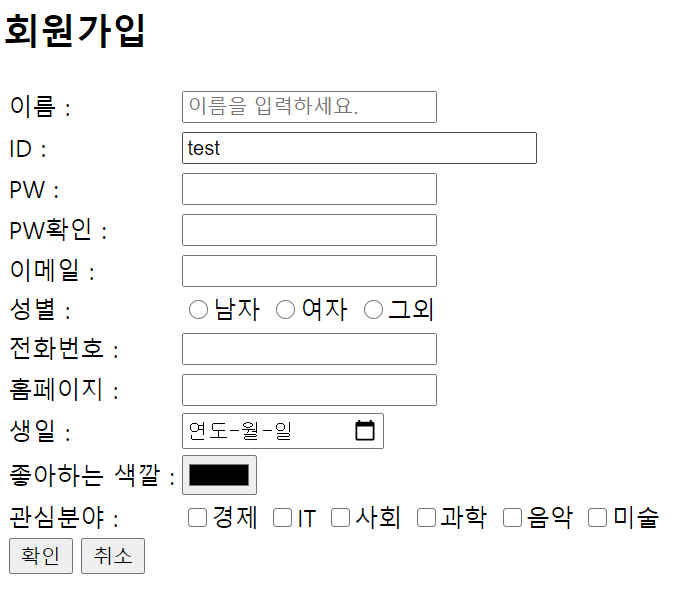 회원가입
이름 : 이름을 입력하세요.
ID : test
PW :
PW확인 :
이메일 :
성별 : 남자 여자 그외
전화번호 :
홈페이지 :
생일 : 연도-월-일
좋아하는 색깔 :
관심분야 : 경제 IT 사회 과학 음악 미술
확인 취소